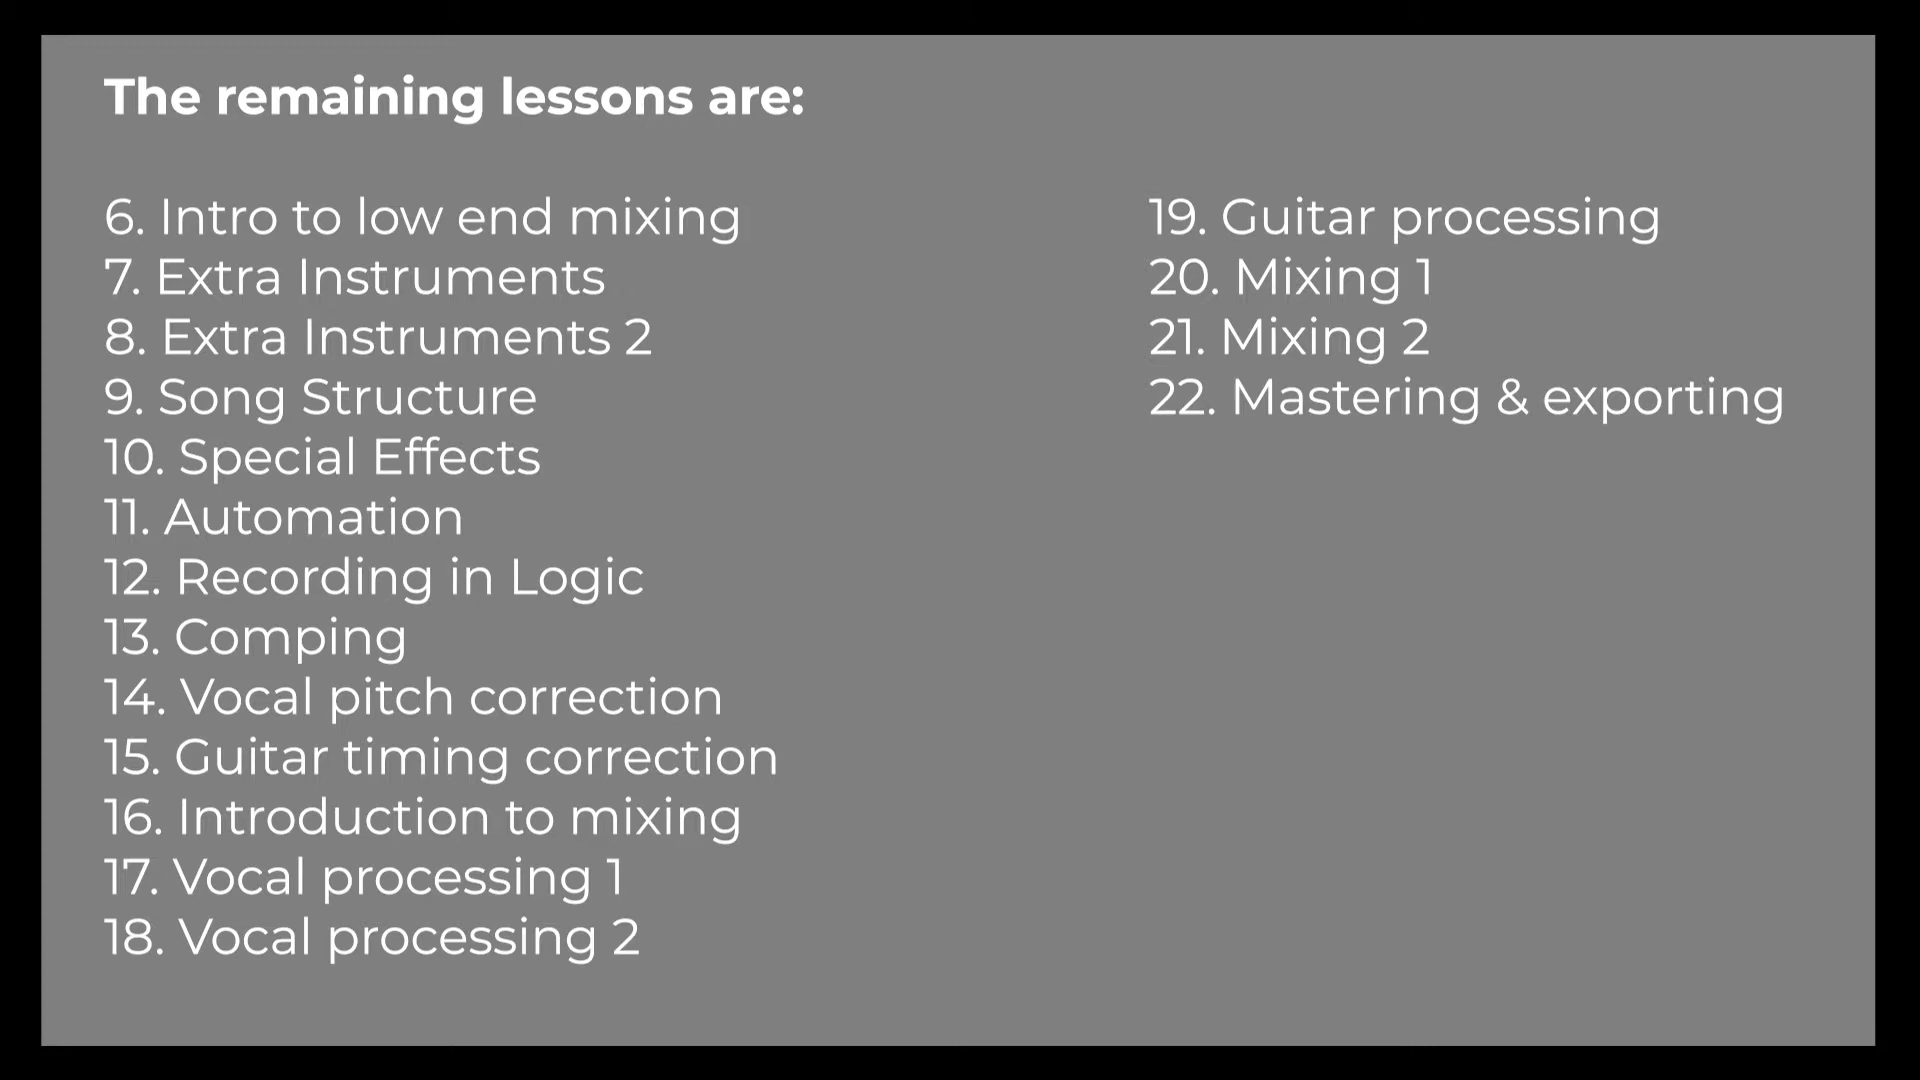 The remaining lessons are:
6. Intro to low end mixing
7. Extra Instruments
8. Extra Instruments 2
9. Song Structure
10. Special Effects
11. Automation
12. Recording in Logic
13. Comping
14. Vocal pitch correction
15. Guitar timing correction
16. Introduction to mixing
17. Vocal processing 1
18. Vocal processing 2
19. Guitar processing
20. Mixing 1
21. Mixing 2
22. Mastering & exporting